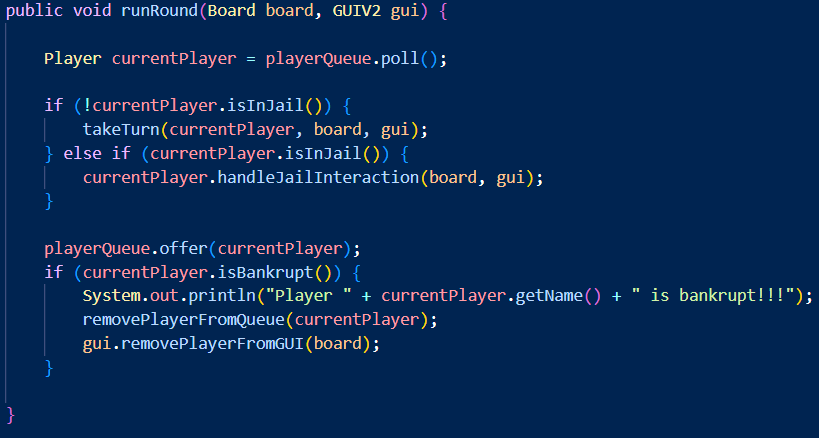 public void runRound(Board board, GUIV2 gui) {
Player currentPlayer = playerQueue.poll();
if (!currentPlayer.isInJail()) {
takeTurn(currentPlayer, board, gui);
} else if (currentPlayer.isInJail()) {
currentPlayer.handleJailInteraction(board, gui);
}
playerQueue.offer(currentPlayer);
if (currentPlayer.isBankrupt()) {
System.out.println("Player " + currentPlayer.getName() + " is bankrupt!!!");
removePlayerFromQueue(currentPlayer);
gui.removePlayerFromGUI(board);
}
}